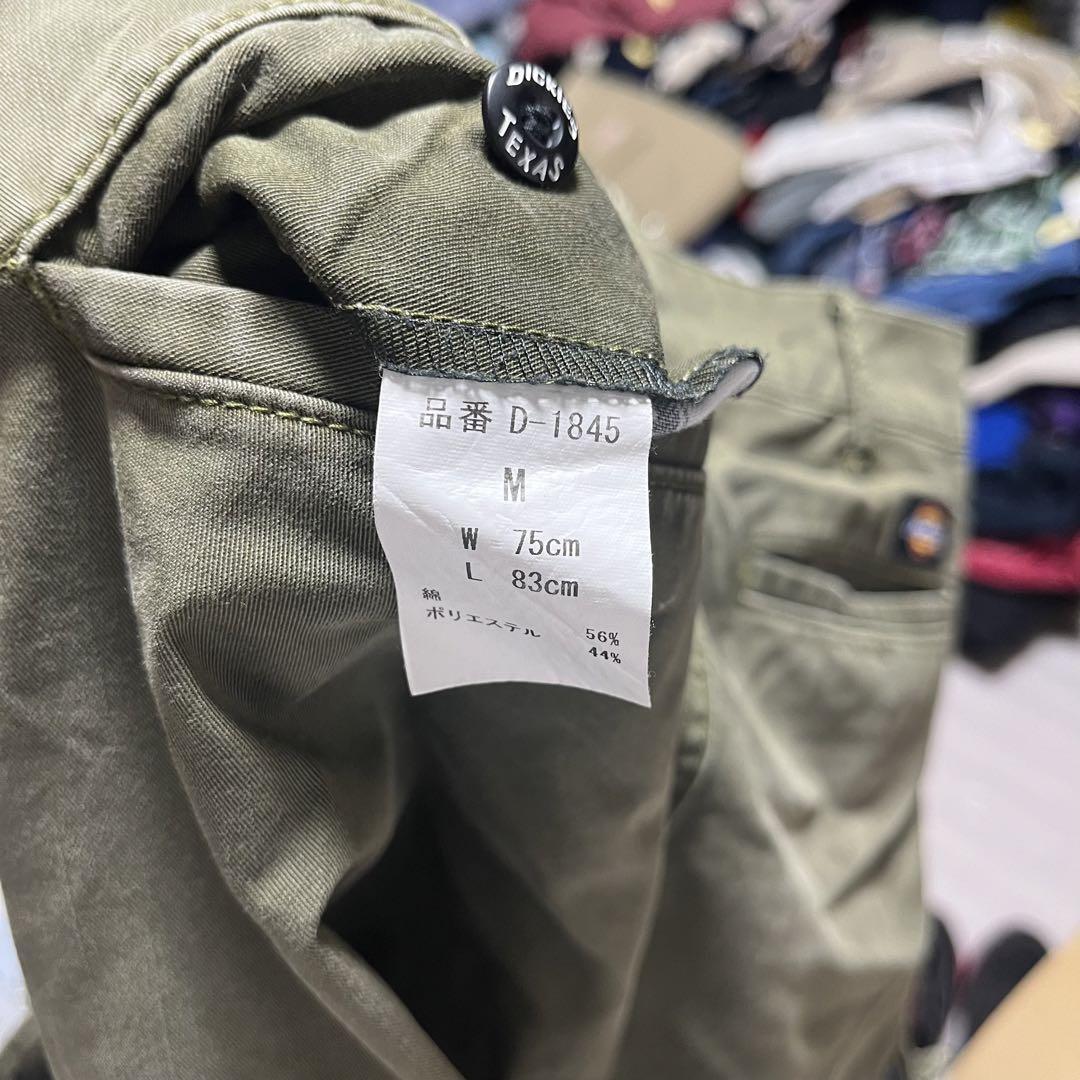 DICKIES
TEXAS
品番 D-1845
M
W 75cm
L 83cm
綿 56%
ポリエステル 44%